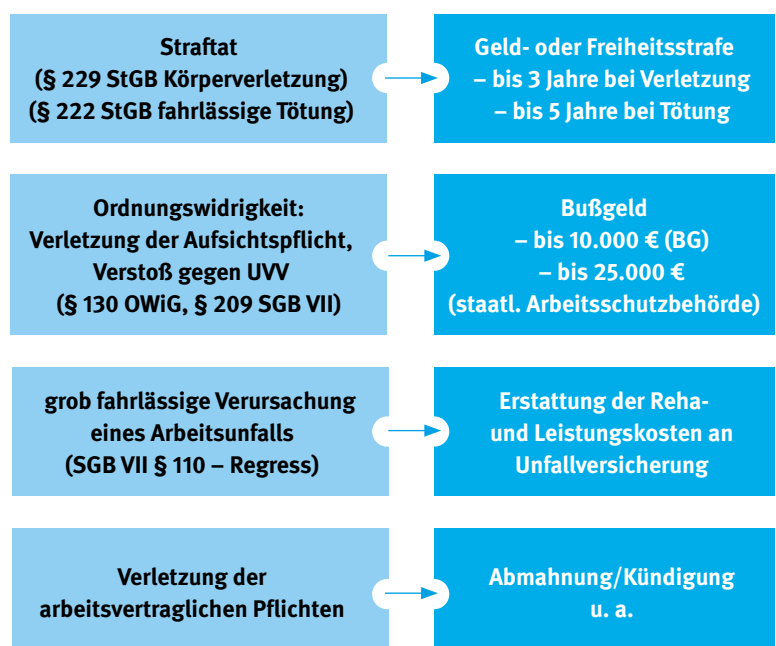 Straftat
(§ 229 StGB Körperverletzung)
(§ 222 StGB fahrlässige Tötung)
Geld- oder Freiheitsstrafe
– bis 3 Jahre bei Verletzung
– bis 5 Jahre bei Tötung
Ordnungswidrigkeit:
Verletzung der Aufsichtspflicht,
Verstoß gegen UVV
(§ 130 OWiG, § 209 SGB VII)
Bußgeld
– bis 10.000 € (BG)
– bis 25.000 €
(staatl. Arbeitsschutzbehörde)
grob fahrlässige Verursachung
eines Arbeitsunfalls
(SGB VII § 110 – Regress)
Erstattung der Reha-
und Leistungskosten an
Unfallversicherung
Verletzung der
arbeitsvertraglichen Pflichten
Abmahnung/Kündigung
u. a.